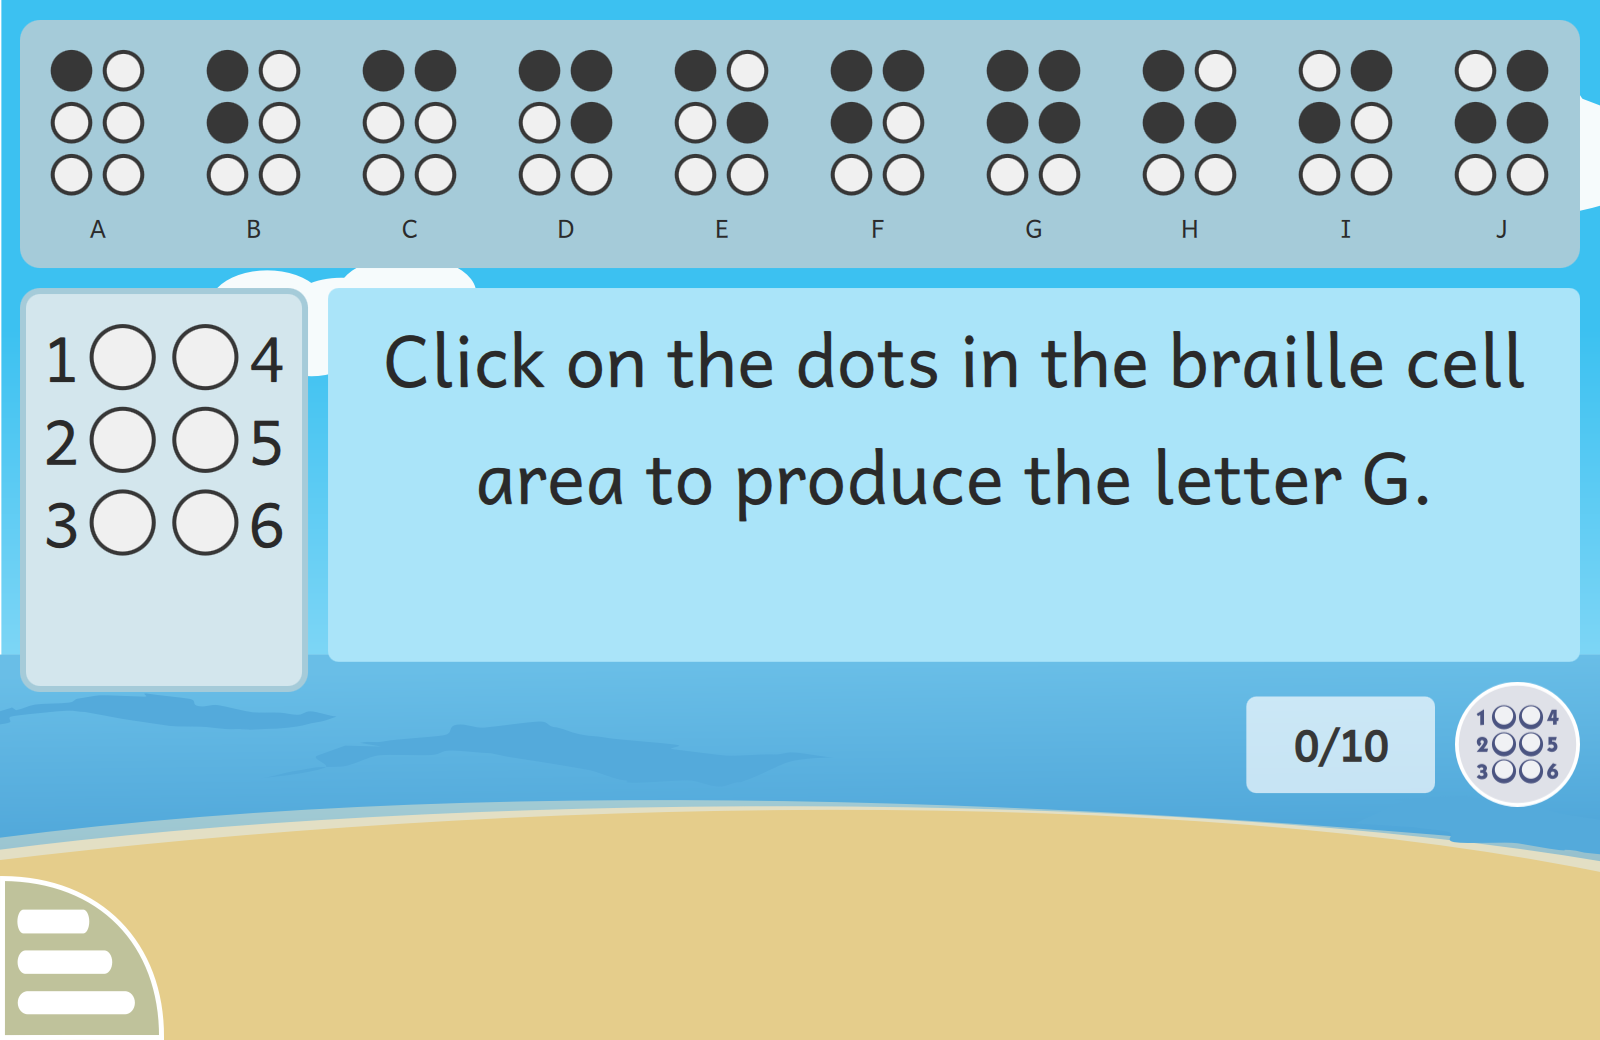 A B C D E F G H I J
1 4
2 5
3 6
Click on the dots in the braille cell
area to produce the letter G.
0/10
1 4
2 5
3 6